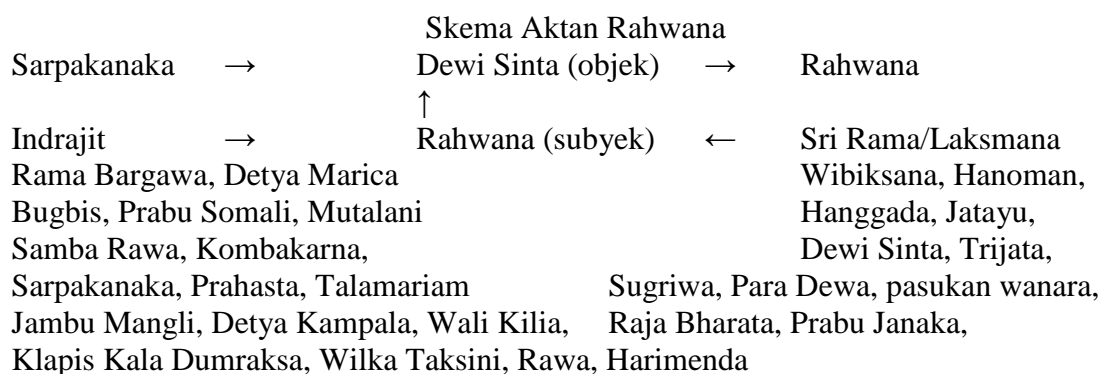 Skema Aktan Rahwana
Sarpakanaka → Dewi Sinta (objek) → Rahwana
↑
Indrajit → Rahwana (subyek) ← Sri Rama/Laksmana
Rama Bargawa, Detya Marica Wibiksana, Hanoman,
Bugbis, Prabu Somali, Mutalani Hanggada, Jatayu,
Samba Rawa, Kombakarna, Dewi Sinta, Trijata,
Sarpakanaka, Prahasta, Talamariam Sugriwa, Para Dewa, pasukan wanara,
Jambu Mangli, Detya Kampala, Wali Kilia, Raja Bharata, Prabu Janaka,
Klapis Kala Dumraksa, Wilka Taksini, Rawa, Harimenda